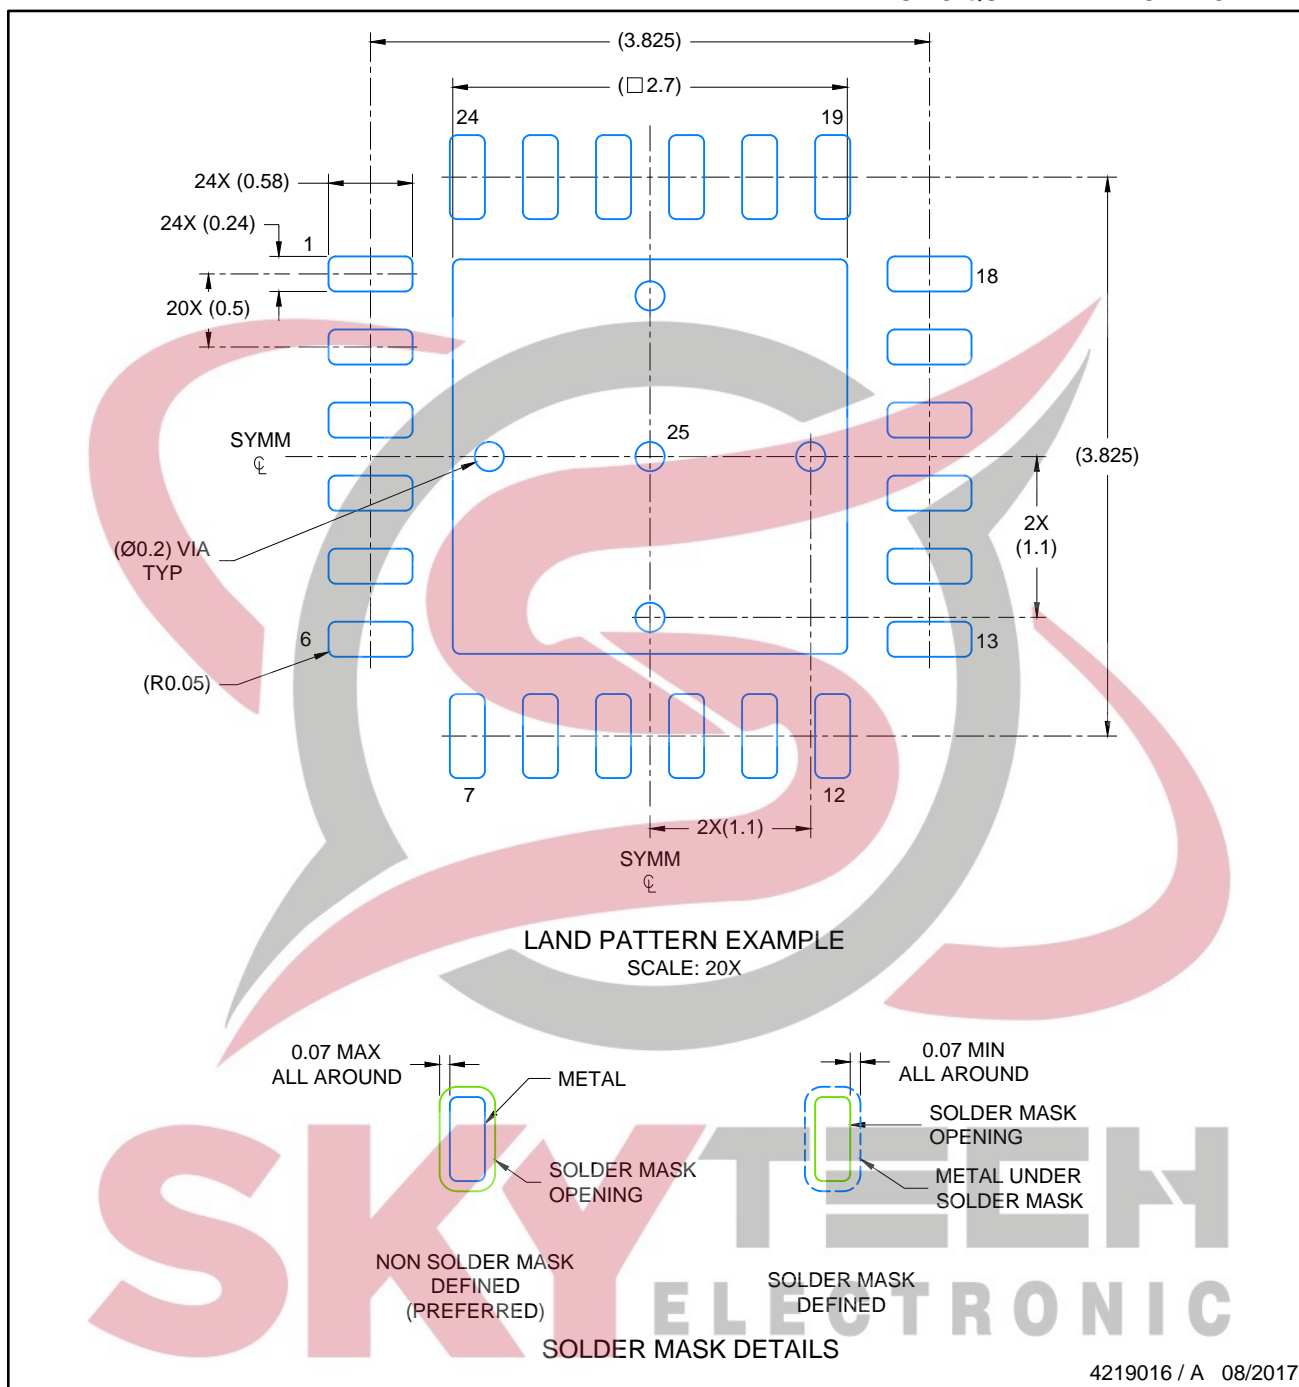 (3.825)
(□2.7)
24
19
24X (0.58)
24X (0.24)
1
18
20X (0.5)
SYMM
℄
25
(3.825)
2X
(1.1)
(Ø0.2) VIA
TYP
6
13
(R0.05)
7
12
2X(1.1)
SYMM
℄
LAND PATTERN EXAMPLE
SCALE: 20X
0.07 MAX
ALL AROUND
METAL
SOLDER MASK
OPENING
0.07 MIN
ALL AROUND
SOLDER MASK
OPENING
METAL UNDER
SOLDER MASK
NON SOLDER MASK
DEFINED
(PREFERRED)
SOLDER MASK
DEFINED
SOLDER MASK DETAILS
SKYTECH
ELECTRONIC
4219016 / A 08/2017